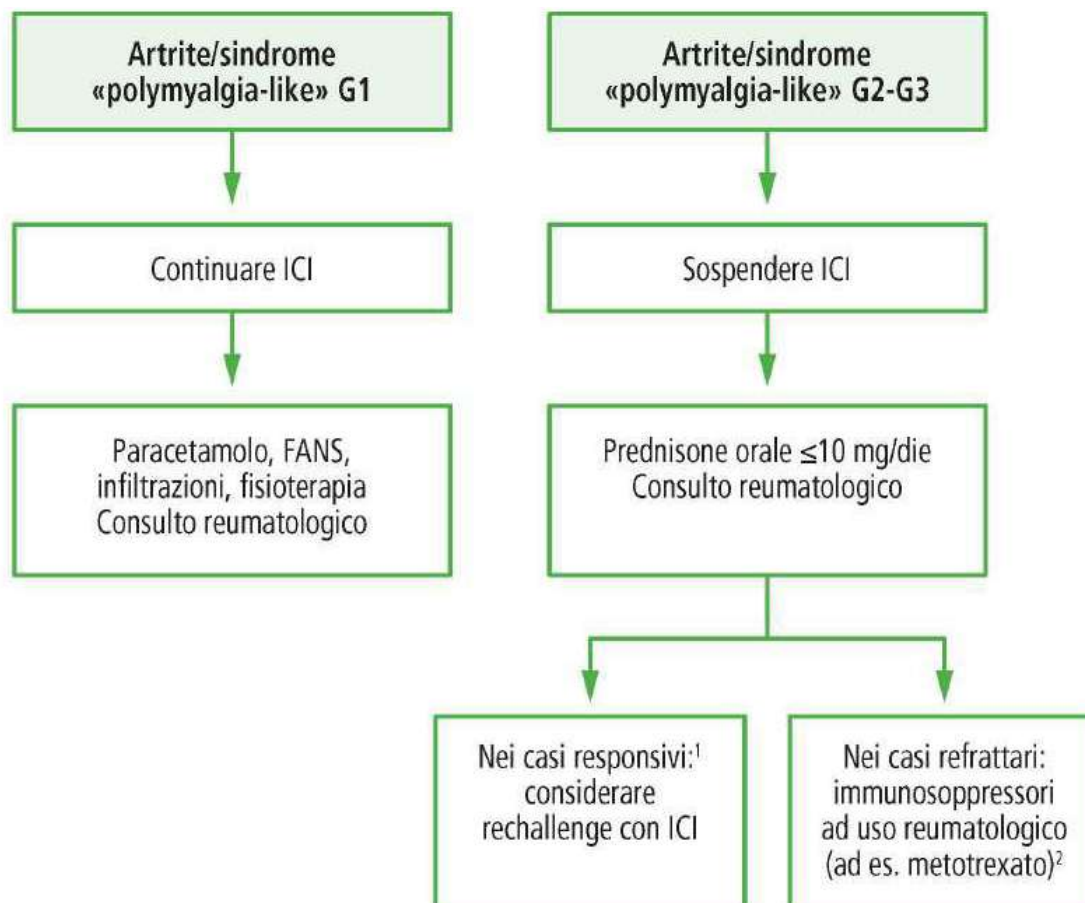 Artrite/sindrome
«polymyalgia-like» G1
Artrite/sindrome
«polymyalgia-like» G2-G3
Continuare ICI
Sospendere ICI
Paracetamolo, FANS,
infiltrazioni, fisioterapia
Consulto reumatologico
Prednisone orale ≤10 mg/die
Consulto reumatologico
Nei casi responsivi:¹
considerare
rechallenge con ICI
Nei casi refrattari:
immunosoppressori
ad uso reumatologico
(ad es. metotrexato)²